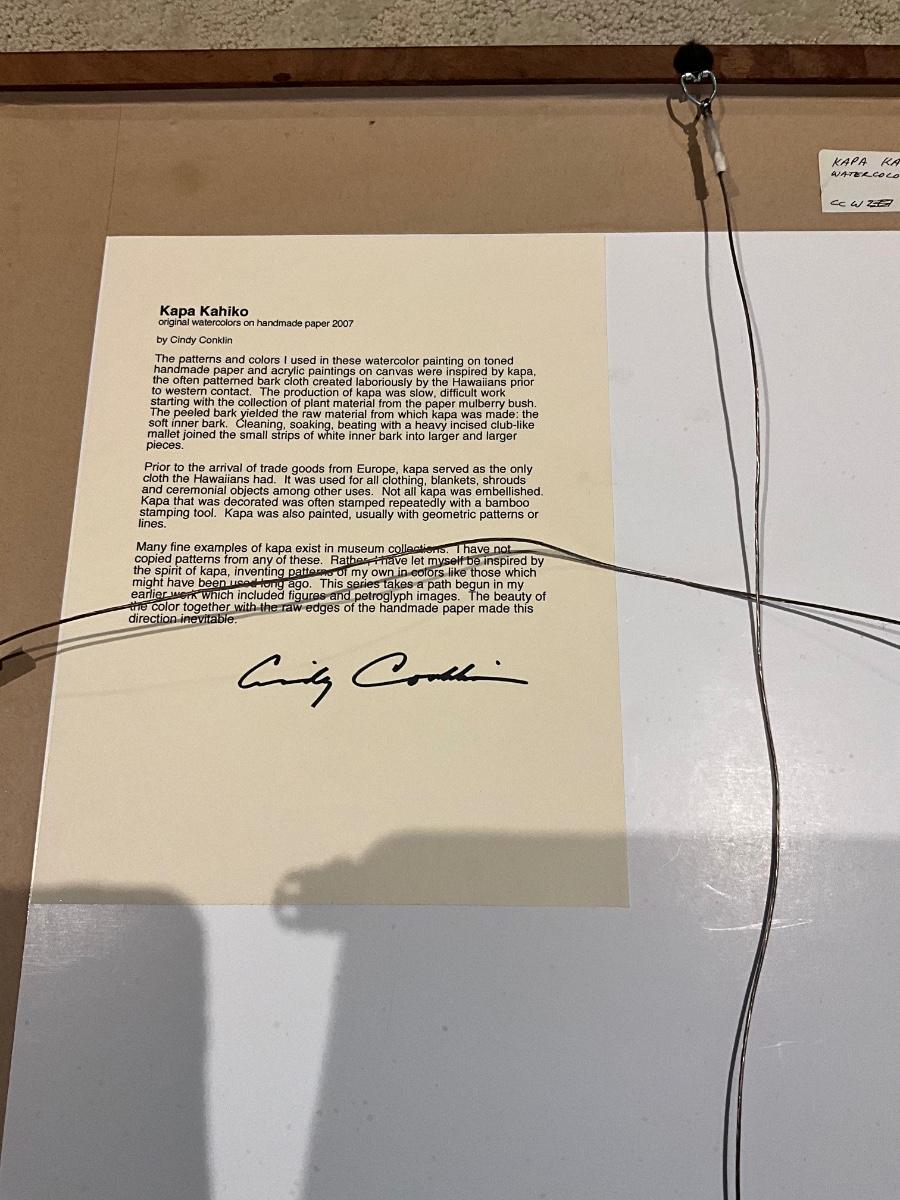 KAPA KA
WATERCOLO
CC W
Kapa Kahiko
original watercolors on handmade paper 2007
by Cindy Conklin
The patterns and colors I used in these watercolor painting on toned
handmade paper and acrylic paintings on canvas were inspired by kapa,
the often patterned bark cloth created laboriously by the Hawaiians prior
to western contact. The production of kapa was slow, difficult work
starting with the collection of plant material from the paper mulberry bush.
The peeled bark yielded the raw material from which kapa was made: the
soft inner bark. Cleaning, soaking, beating with a heavy incised club-like
mallet joined the small strips of white inner bark into larger and larger
pieces.
Prior to the arrival of trade goods from Europe, kapa served as the only
cloth the Hawaiians had. It was used for all clothing, blankets, shrouds
and ceremonial objects among other uses. Not all kapa was embellished.
Kapa that was decorated was often stamped repeatedly with a bamboo
stamping tool. Kapa was also painted, usually with geometric patterns or
lines.
Many fine examples of kapa exist in museum collections. I have not
copied patterns from any of these. Rather, I have let myself be inspired by
the spirit of kapa, inventing patterns of my own in colors like those which
might have been used long ago. This series takes a path begun in my
earlier work which included figures and petroglyph images. The beauty of
the color together with the raw edges of the handmade paper made this
direction inevitable.
Cindy Conklin